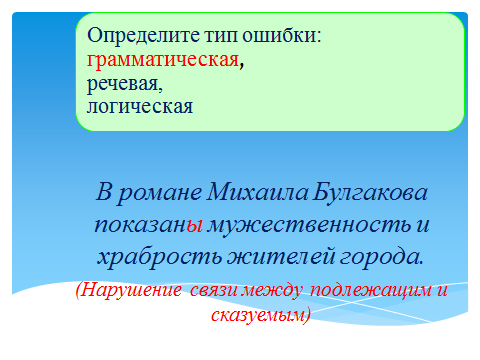 Определите тип ошибки:
грамматическая,
речевая,
логическая
В романе Михаила Булгакова
показаны мужественность и
храбрость жителей города.
(Нарушение связи между подлежащим и
сказуемым)